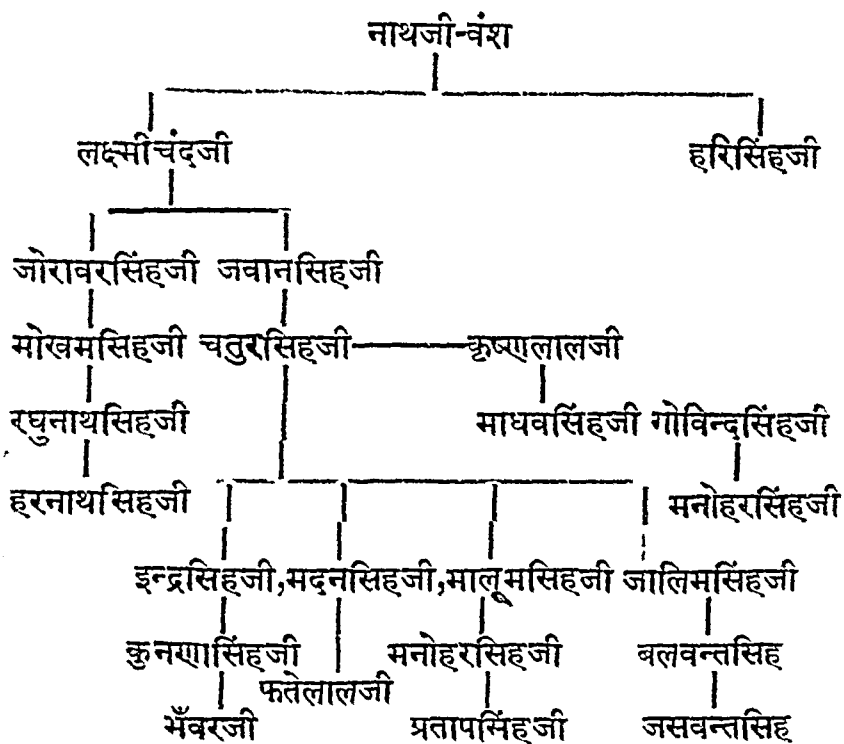 नाथजी-वंश
लक्ष्मीचंदजी हरिसिंहजी
जोरावरसिंहजी जवानसिहजी
मोखमसिहजी चतुरसिहजी कृष्णलालजी
रघुनाथसिहजी माधवसिंहजी गोविन्दसिंहजी
हरनाथसिहजी मनोहरसिंहजी
इन्द्रसिहजी,मदनसिहजी,मालूमसिहजी जालिमसिंहजी
कुनणासिंहजी मनोहरसिहजी बलवन्तसिह
फतेलालजी
भँवरजी प्रतापसिंहजी जसवन्तसिह